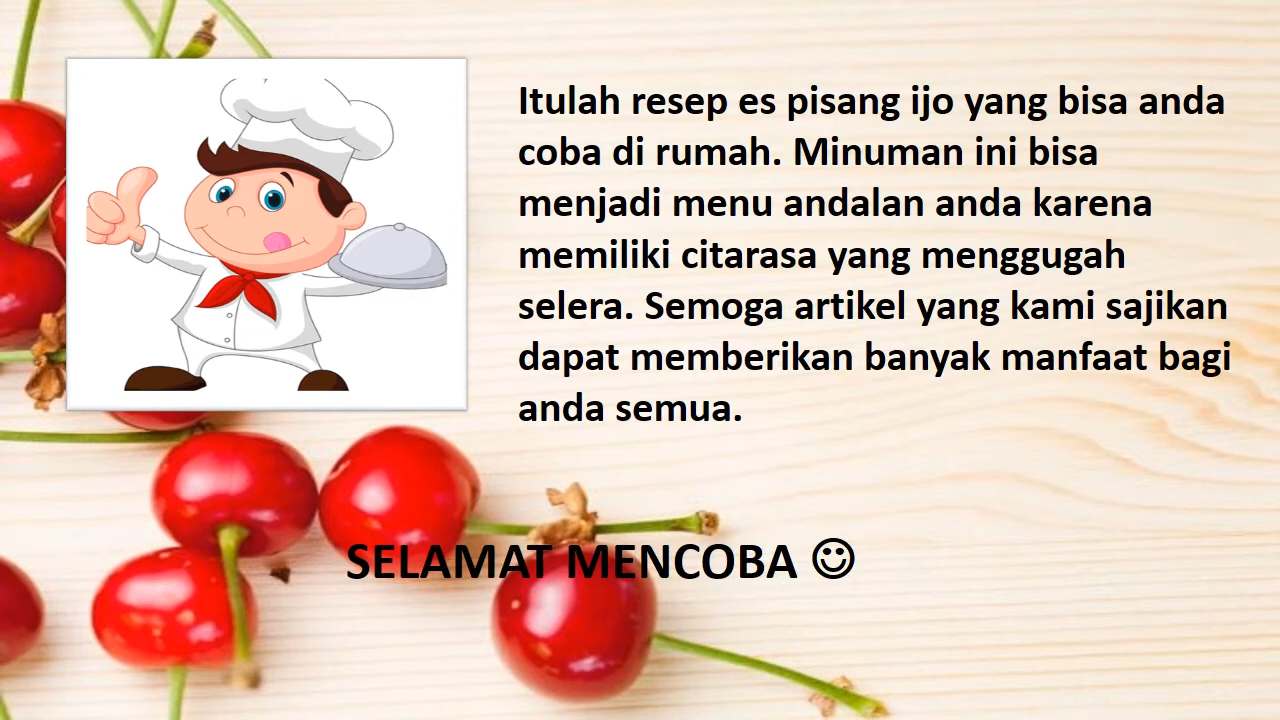 Itulah resep es pisang ijo yang bisa anda
coba di rumah. Minuman ini bisa
menjadi menu andalan anda karena
memiliki citarasa yang menggugah
selera. Semoga artikel yang kami sajikan
dapat memberikan banyak manfaat bagi
anda semua.
SELAMAT MENCOBA ☺